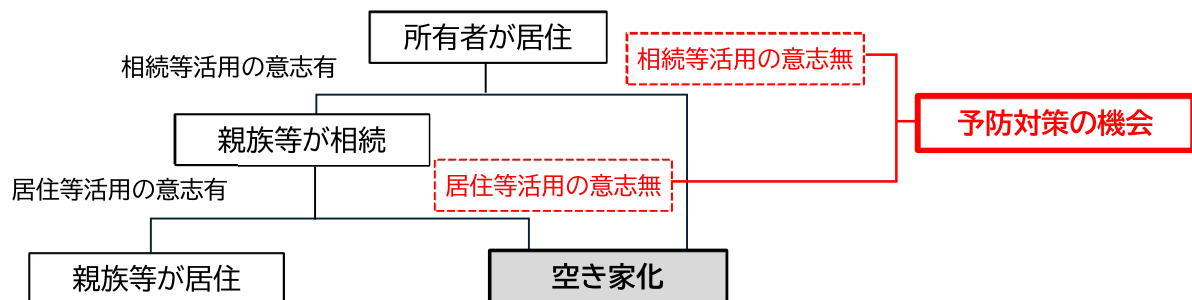 所有者が居住
相続等活用の意志有
相続等活用の意志無
予防対策の機会
親族等が相続
居住等活用の意志有
居住等活用の意志無
親族等が居住
空き家化